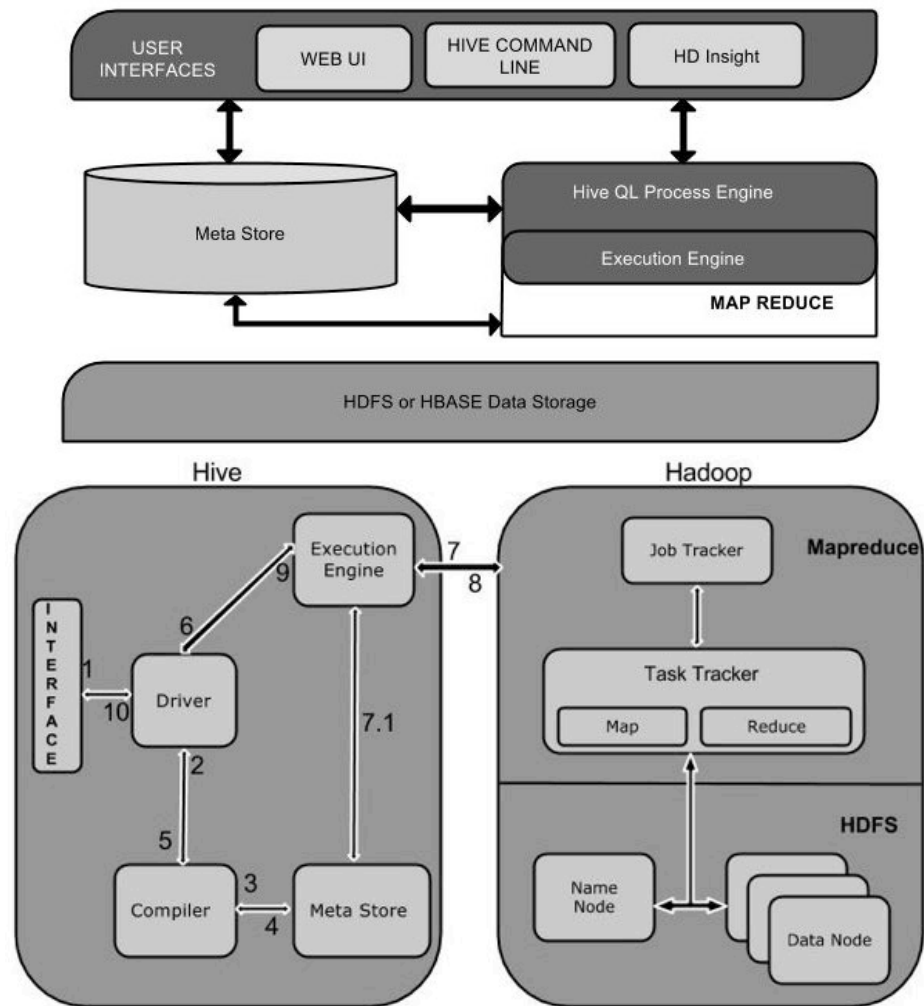 USER
INTERFACES
WEB UI
HIVE COMMAND
LINE
HD Insight
Meta Store
Hive QL Process Engine
Execution Engine
MAP REDUCE
HDFS or HBASE Data Storage
Hive
Hadoop
INTERFACE
1
10
Driver
6
9
Execution
Engine
7
8
7.1
2
5
Compiler
3
4
Meta Store
Job Tracker
Mapreduce
Task Tracker
Map
Reduce
HDFS
Name
Node
Data Node